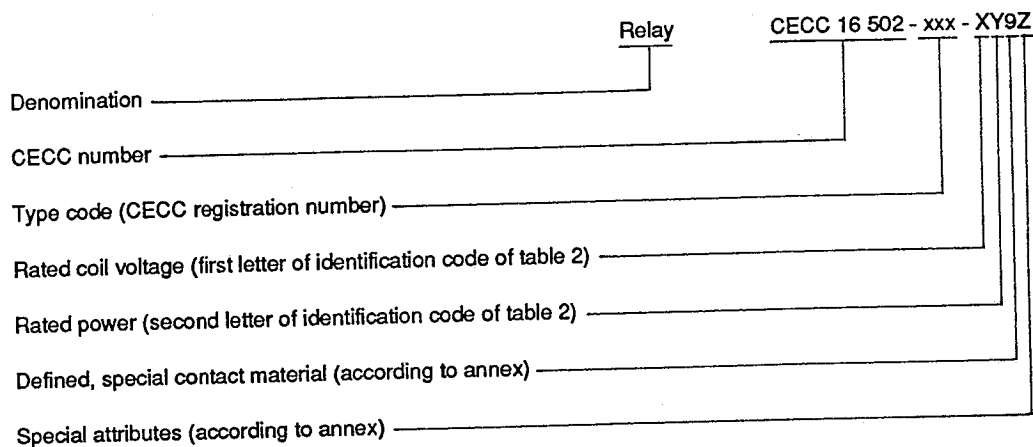 Relay CECC 16 502 - xxx - XY9Z
Denomination
CECC number
Type code (CECC registration number)
Rated coil voltage (first letter of identification code of table 2)
Rated power (second letter of identification code of table 2)
Defined, special contact material (according to annex)
Special attributes (according to annex)